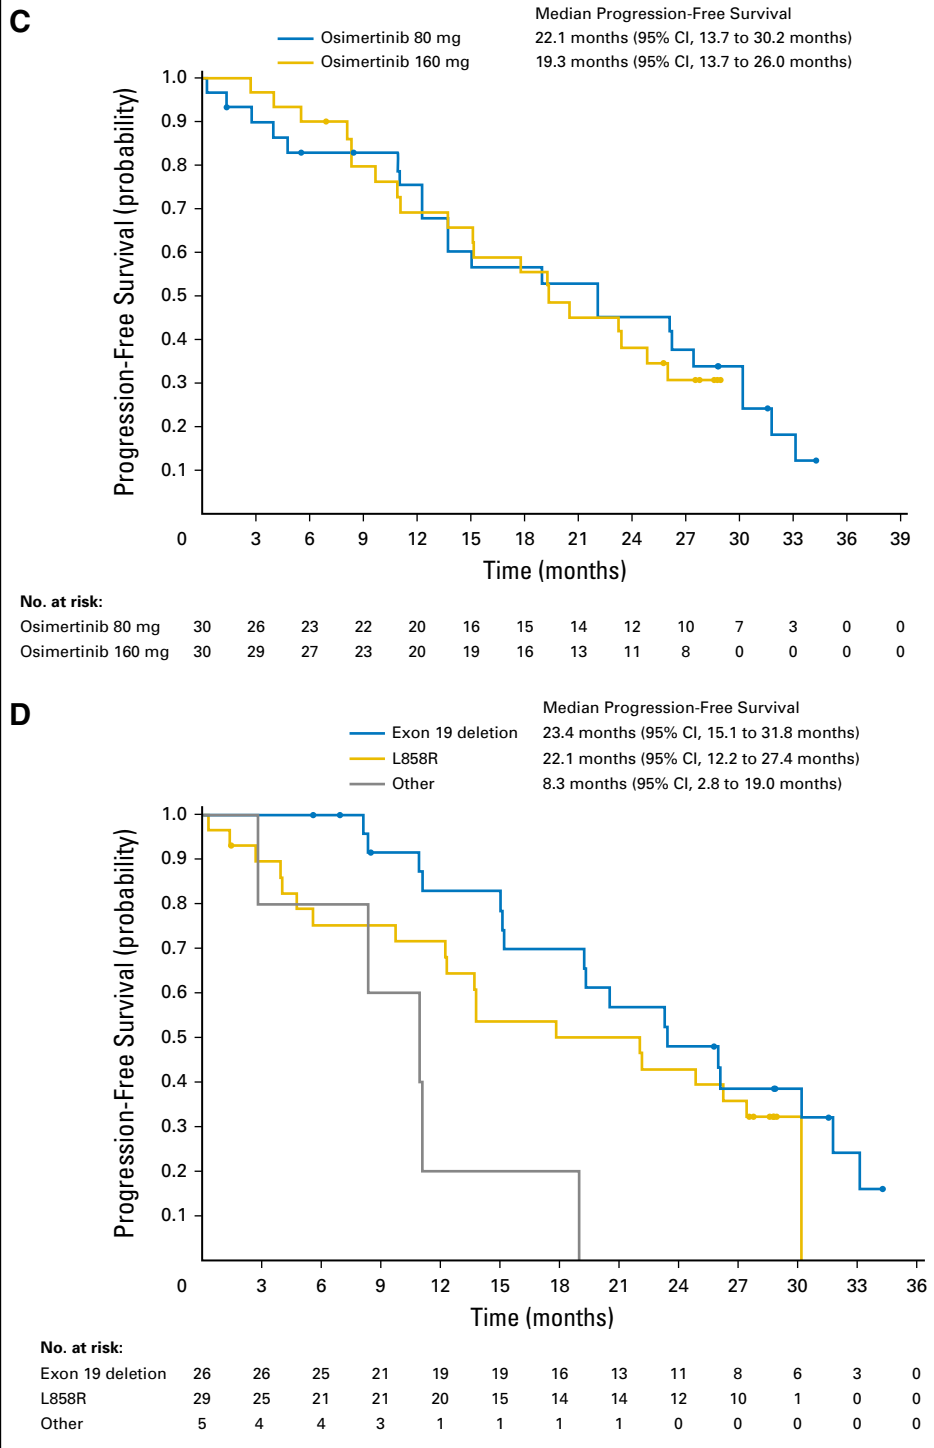 C
Median Progression-Free Survival
Osimertinib 80 mg 22.1 months (95% CI, 13.7 to 30.2 months)
Osimertinib 160 mg 19.3 months (95% CI, 13.7 to 26.0 months)
Progression-Free Survival (probability)
1.0
0.9
0.8
0.7
0.6
0.5
0.4
0.3
0.2
0.1
0 3 6 9 12 15 18 21 24 27 30 33 36 39
Time (months)
No. at risk:
Osimertinib 80 mg 30 26 23 22 20 16 15 14 12 10 7 3 0 0
Osimertinib 160 mg 30 29 27 23 20 19 16 13 11 8 0 0 0 0
D
Median Progression-Free Survival
Exon 19 deletion 23.4 months (95% CI, 15.1 to 31.8 months)
L858R 22.1 months (95% CI, 12.2 to 27.4 months)
Other 8.3 months (95% CI, 2.8 to 19.0 months)
Progression-Free Survival (probability)
1.0
0.9
0.8
0.7
0.6
0.5
0.4
0.3
0.2
0.1
0 3 6 9 12 15 18 21 24 27 30 33 36
Time (months)
No. at risk:
Exon 19 deletion 26 26 25 21 19 19 16 13 11 8 6 3 0
L858R 29 25 21 21 20 15 14 14 12 10 1 0 0
Other 5 4 4 3 1 1 1 1 0 0 0 0 0